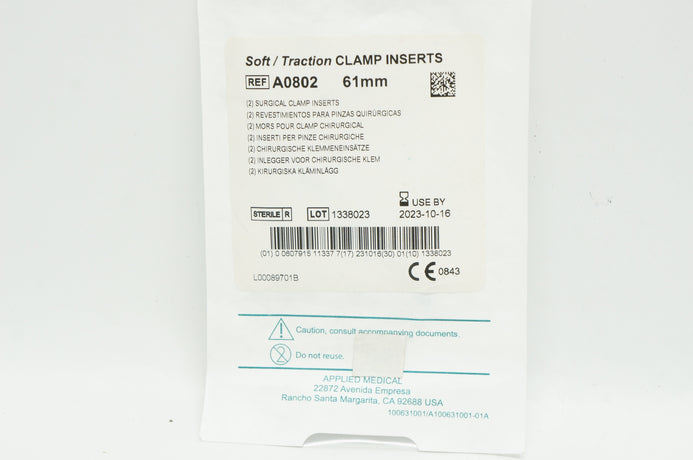 Soft / Traction CLAMP INSERTS
REF A0802 61mm
(2) SURGICAL CLAMP INSERTS
(2) REVESTIMIENTOS PARA PINZAS QUIRÚRGICAS
(2) MORS POUR CLAMP CHIRURGICAL
(2) INSERTI PER PINZE CHIRURGICHE
(2) CHIRURGISCHE KLEMMENEINSÄTZE
(2) INLEGGER VOOR CHIRURGISCHE KLEM
(2) KIRURGISKA KLÄMINLÄGG
USE BY
STERILE R LOT 1338023 2023-10-16
(01) 0 0607915 11337 7(17) 231016(30) 01(10) 1338023
CE 0843
L00089701B
Caution, consult accompanying documents.
2 Do not reuse.
APPLIED MEDICAL
22872 Avenida Empresa
Rancho Santa Margarita, CA 92688 USA
100631001/A100631001-01A